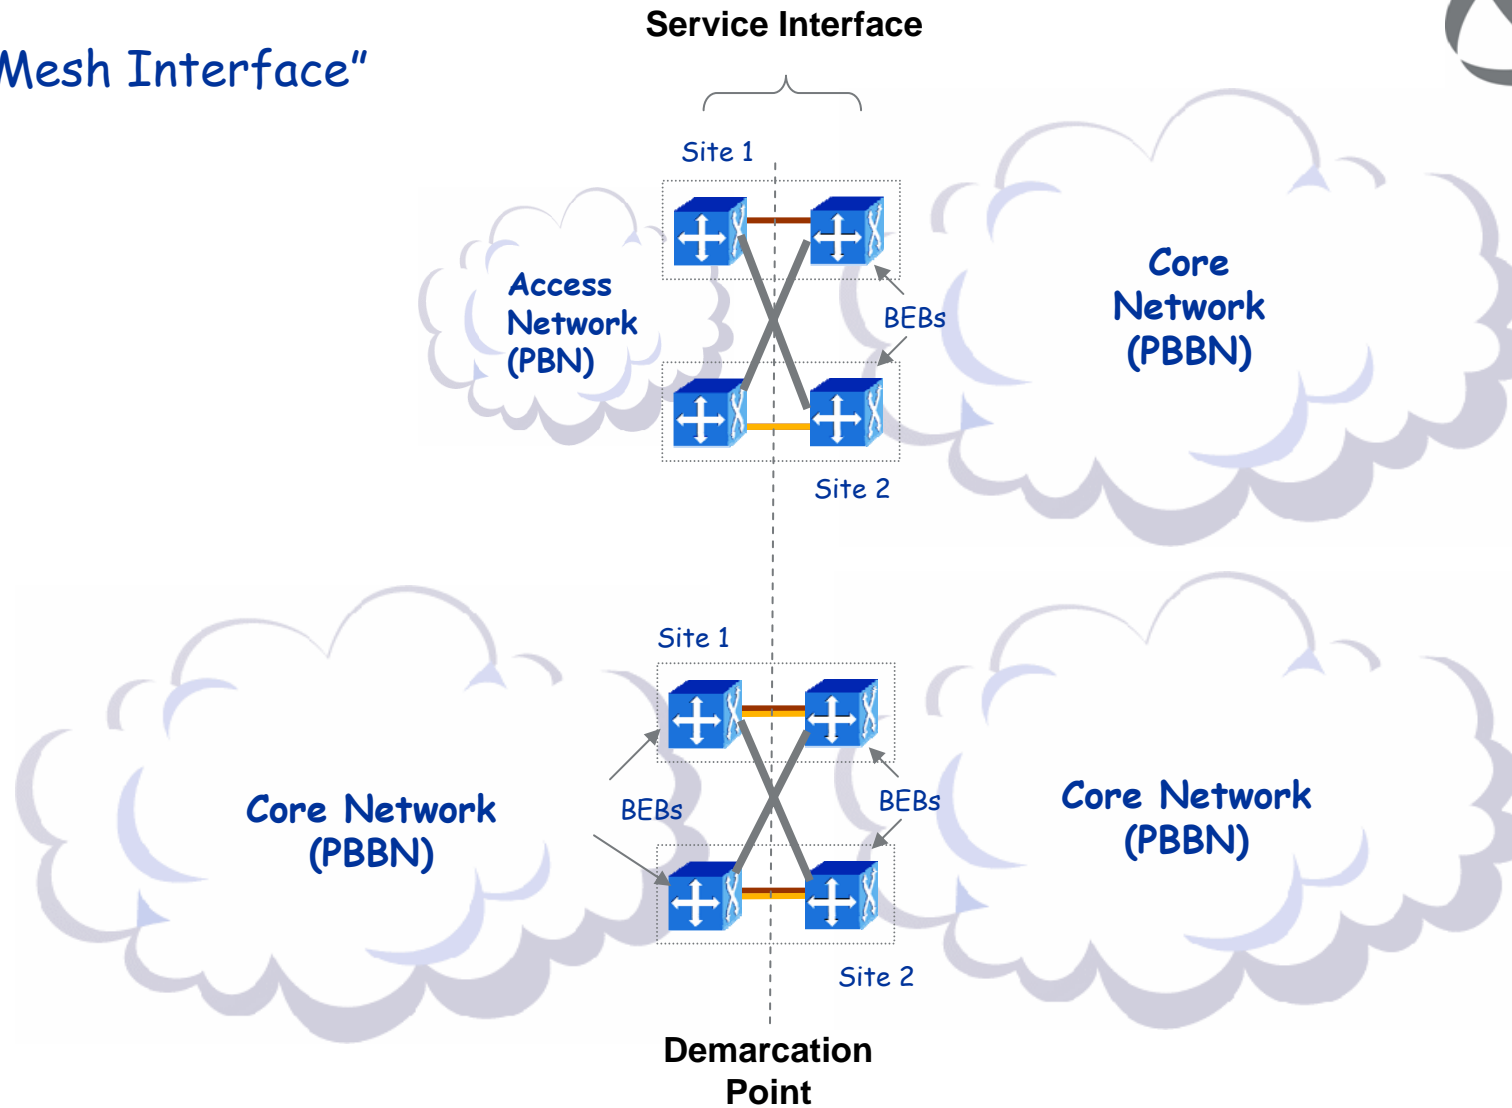 Service Interface
Mesh Interface"
Site 1
Access
Network
(PBN)
BEBs
Core
Network
(PBBN)
Site 2
Site 1
Core Network
(PBBN)
BEBs
BEBs
Core Network
(PBBN)
Site 2
Demarcation
Point